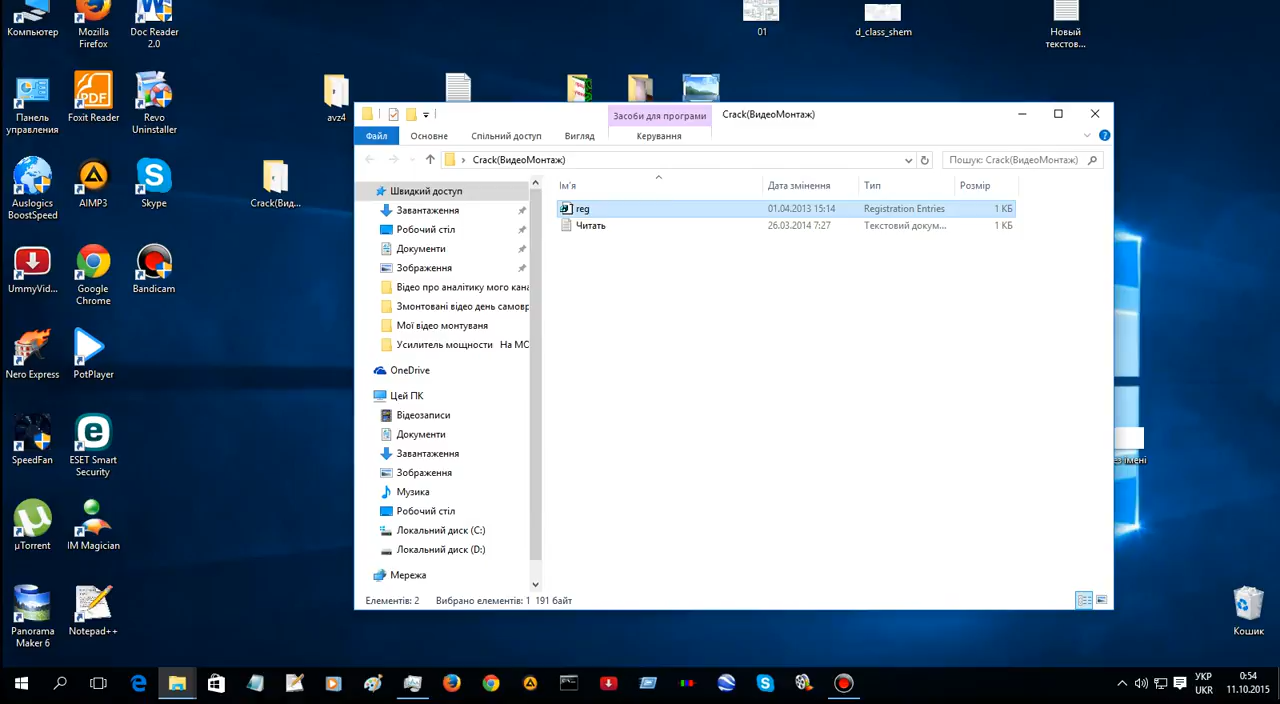 Компьютер
Mozilla
Firefox
Doc Reader
2.0
01
d_class_shem
Новый
текстов...
Панель
управления
Foxit Reader
Revo
Uninstaller
avz4
Auslogics
BoostSpeed
AIMP3
Skype
Crack(Вид...
UmmyVid...
Google
Chrome
Bandicam
Nero Express
PotPlayer
SpeedFan
ESET Smart
Security
µTorrent
IM Magician
Panorama
Maker 6
Notepad++
Кошик
Засоби для програми
Crack(ВидеоМонтаж)
Файл
Основне
Спільний доступ
Вигляд
Керування
Crack(ВидеоМонтаж)
Пошук: Crack(ВидеоМонтаж)
Швидкий доступ
Завантаження
Робочий стіл
Документи
Зображення
Відео про аналітику мого кана
Змонтовані відео день самовр
Мої відео монтуваня
Усилитель мощности На МО
OneDrive
Цей ПК
Відеозаписи
Документи
Завантаження
Зображення
Музика
Робочий стіл
Локальний диск (C:)
Локальний диск (D:)
Мережа
Ім'я Дата змінення Тип Розмір
reg 01.04.2013 15:14 Registration Entries 1 КБ
Читать 26.03.2014 7:27 Текстовий докум... 1 КБ
Елементів: 2 Вибрано елементів: 1 191 байт
ез імені
УКР
UKR
0:54
11.10.2015